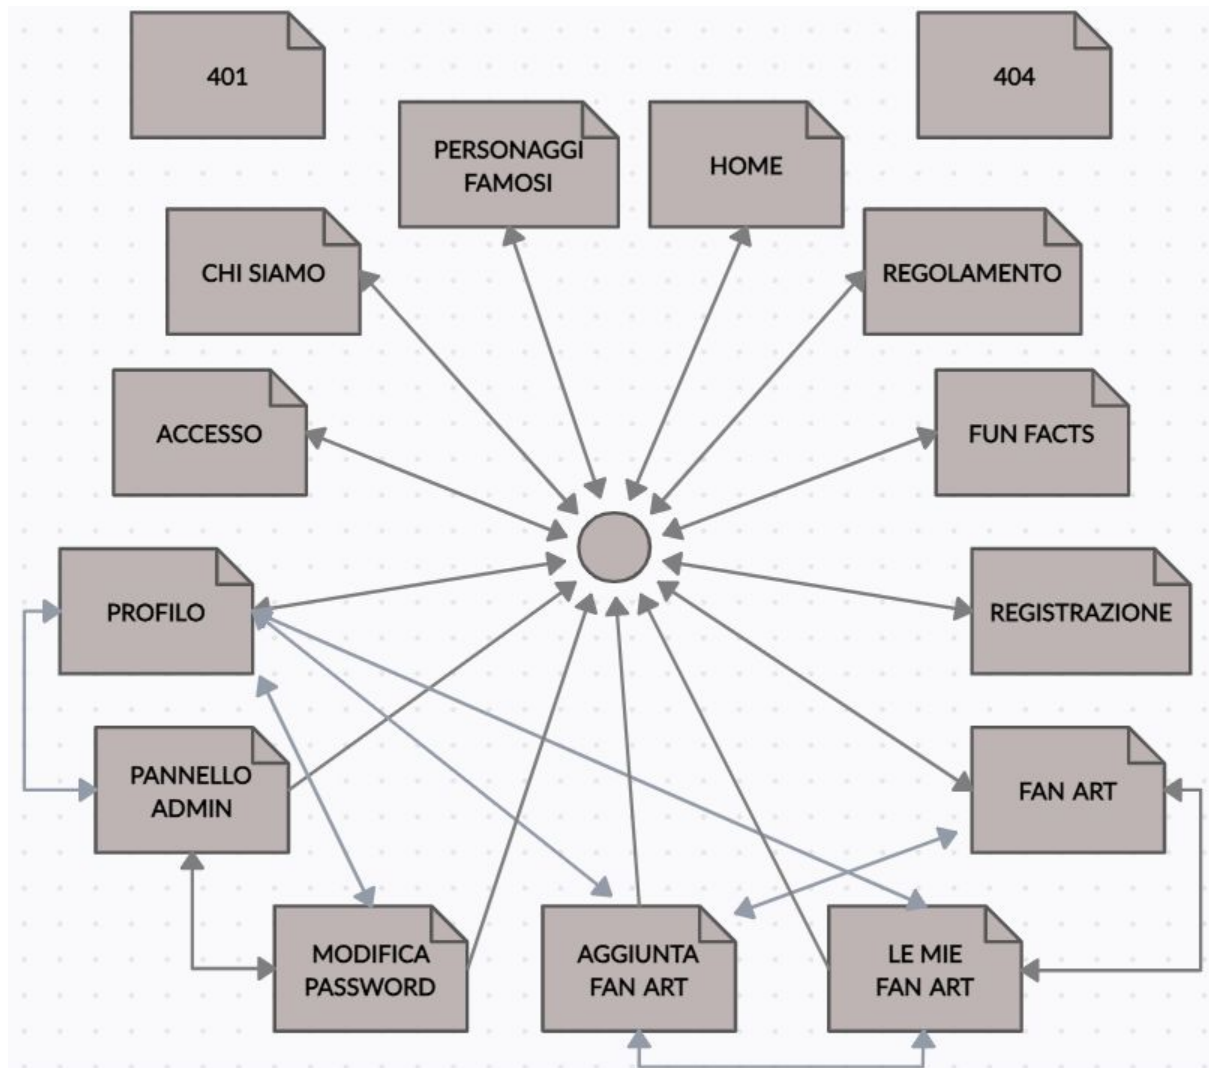 401
404
PERSONAGGI
FAMOSI
HOME
CHI SIAMO
REGOLAMENTO
ACCESSO
FUN FACTS
PROFILO
REGISTRAZIONE
PANNELLO
ADMIN
FAN ART
MODIFICA
PASSWORD
AGGIUNTA
FAN ART
LE MIE
FAN ART